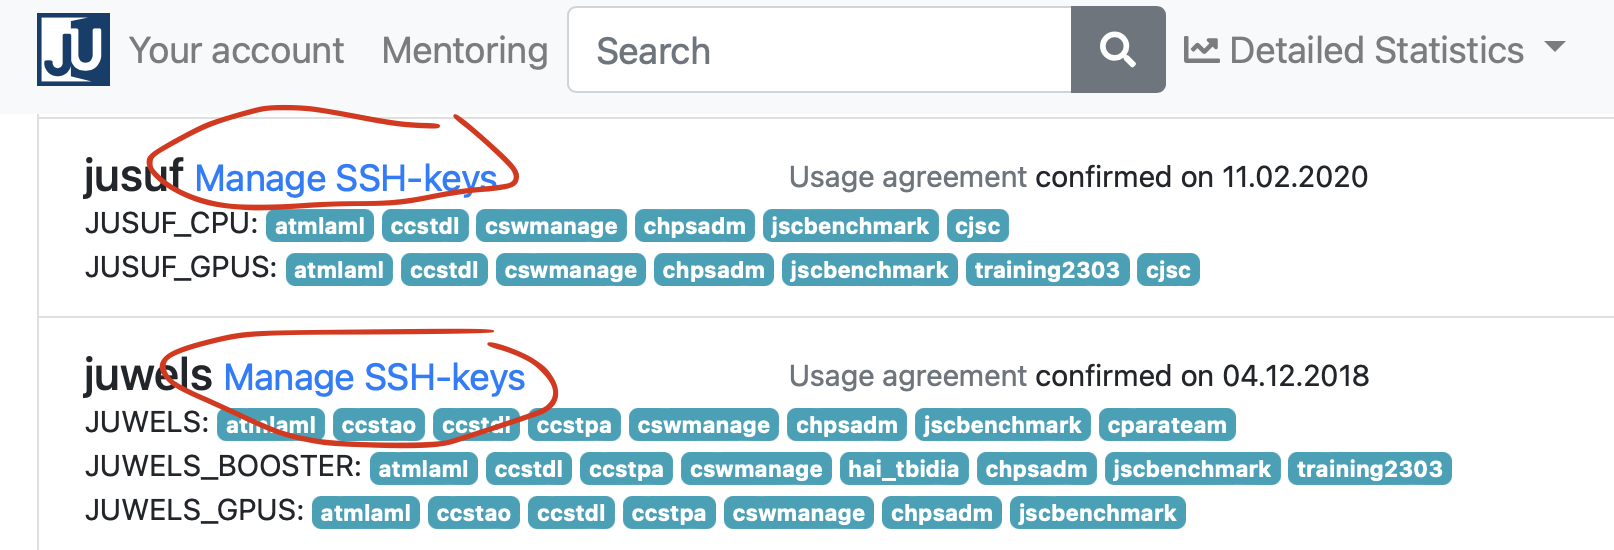 JU Your account Mentoring Search Detailed Statistics
jusuf Manage SSH-keys Usage agreement confirmed on 11.02.2020
JUSUF_CPU: atmlaml ccstdl cswmanage chpsadm jscbenchmark cjsc
JUSUF_GPUS: atmlaml ccstdl cswmanage chpsadm jscbenchmark training2303 cjsc
juwels Manage SSH-keys Usage agreement confirmed on 04.12.2018
JUWELS: atmlaml ccstao ccstdl ccstpa cswmanage chpsadm jscbenchmark cparateam
JUWELS_BOOSTER: atmlaml ccstdl ccstpa cswmanage hai_tbidia chpsadm jscbenchmark training2303
JUWELS_GPUS: atmlaml ccstao ccstdl ccstpa cswmanage chpsadm jscbenchmark